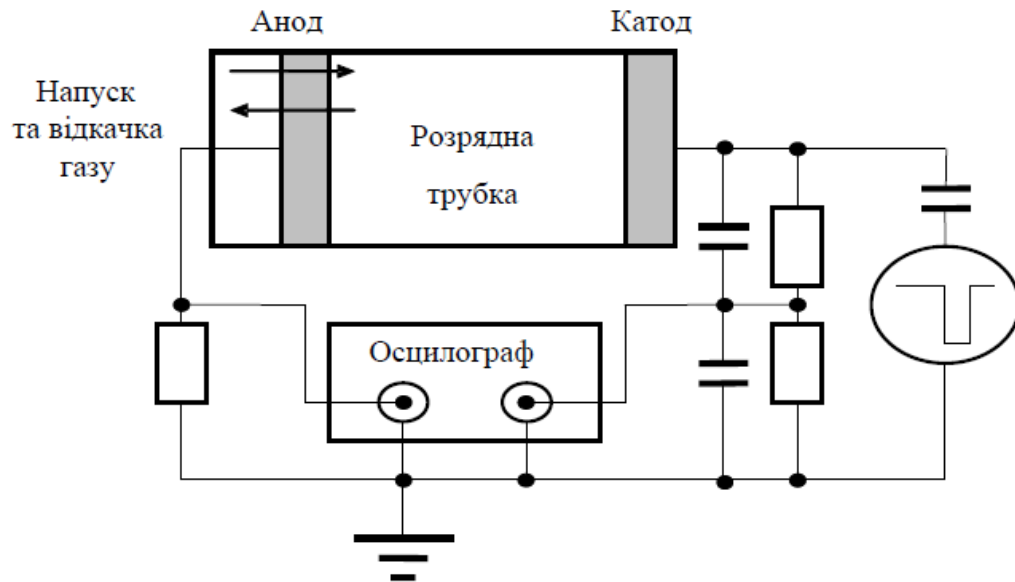 Анод
Катод
Напуск
та відкачка
газу
Розрядна
трубка
Осцилограф